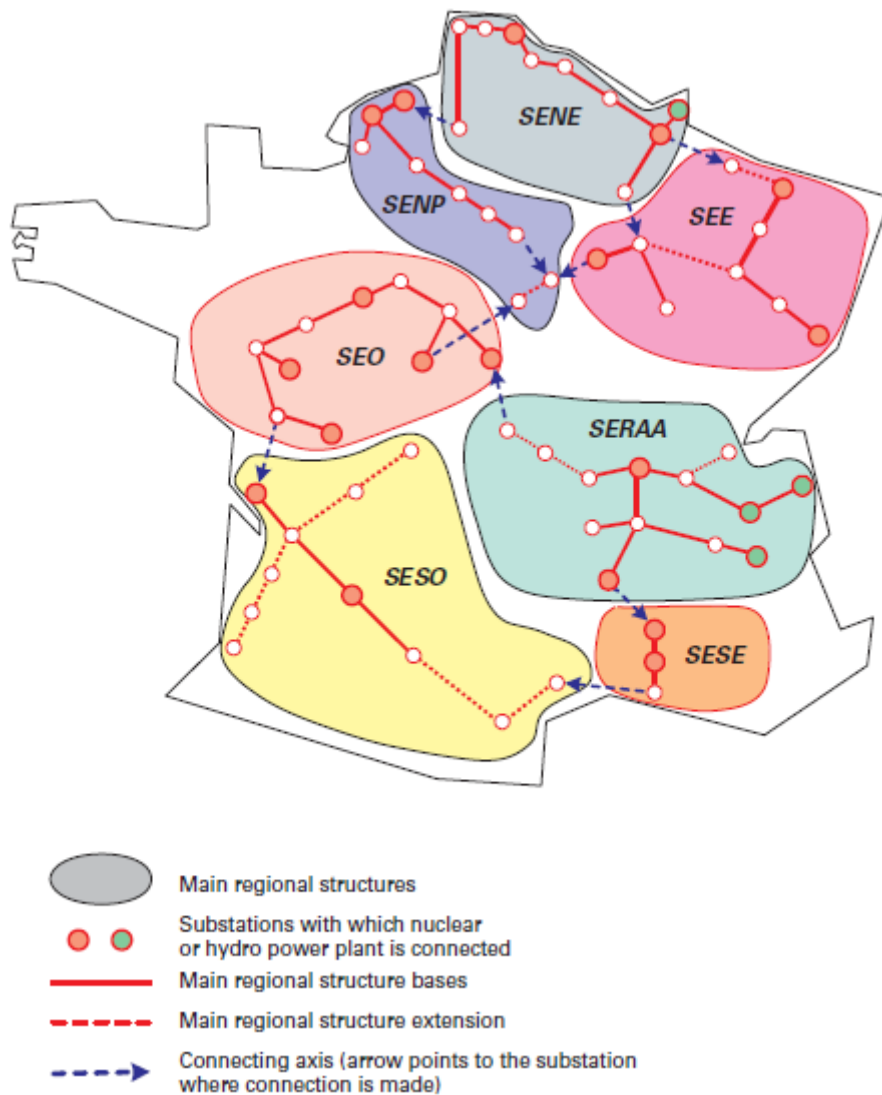 SENE
SENP
SEE
SEO
SERAA
SESO
SESE
Main regional structures
Substations with which nuclear
or hydro power plant is connected
Main regional structure bases
Main regional structure extension
Connecting axis (arrow points to the substation
where connection is made)